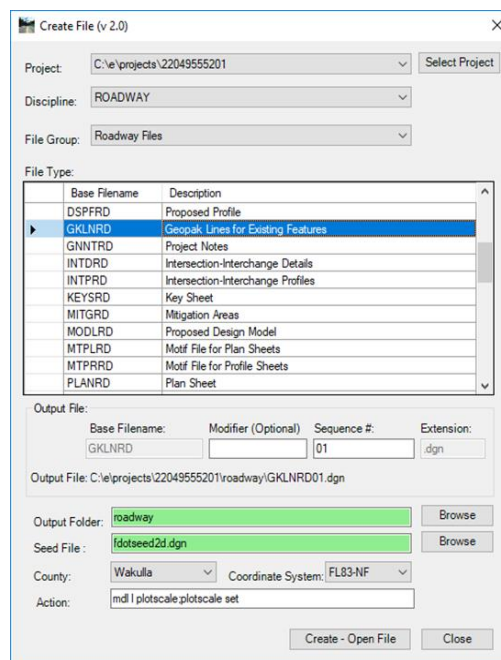 Create File (v 2.0)
Project: C:\e\projects\22049555201 Select Project
Discipline: ROADWAY
File Group: Roadway Files
File Type:
Base Filename Description
DSPFRD Proposed Profile
GKLNRD Geopak Lines for Existing Features
GNNTRD Project Notes
INTDRD Intersection-Interchange Details
INTPRD Intersection-Interchange Profiles
KEYSRD Key Sheet
MITGRD Mitigation Areas
MODLRD Proposed Design Model
MTPLRD Motif File for Plan Sheets
MTPRRD Motif File for Profile Sheets
PLANRD Plan Sheet
Output File:
Base Filename: Modifier (Optional) Sequence #: Extension:
GKLNRD 01 .dgn
Output File: C:\e\projects\22049555201\roadway\GKLNRD01.dgn
Output Folder: roadway Browse
Seed File : fdotseed2d.dgn Browse
County: Wakulla Coordinate System: FL83-NF
Action: mdl l plotscale;plotscale set
Create - Open File Close